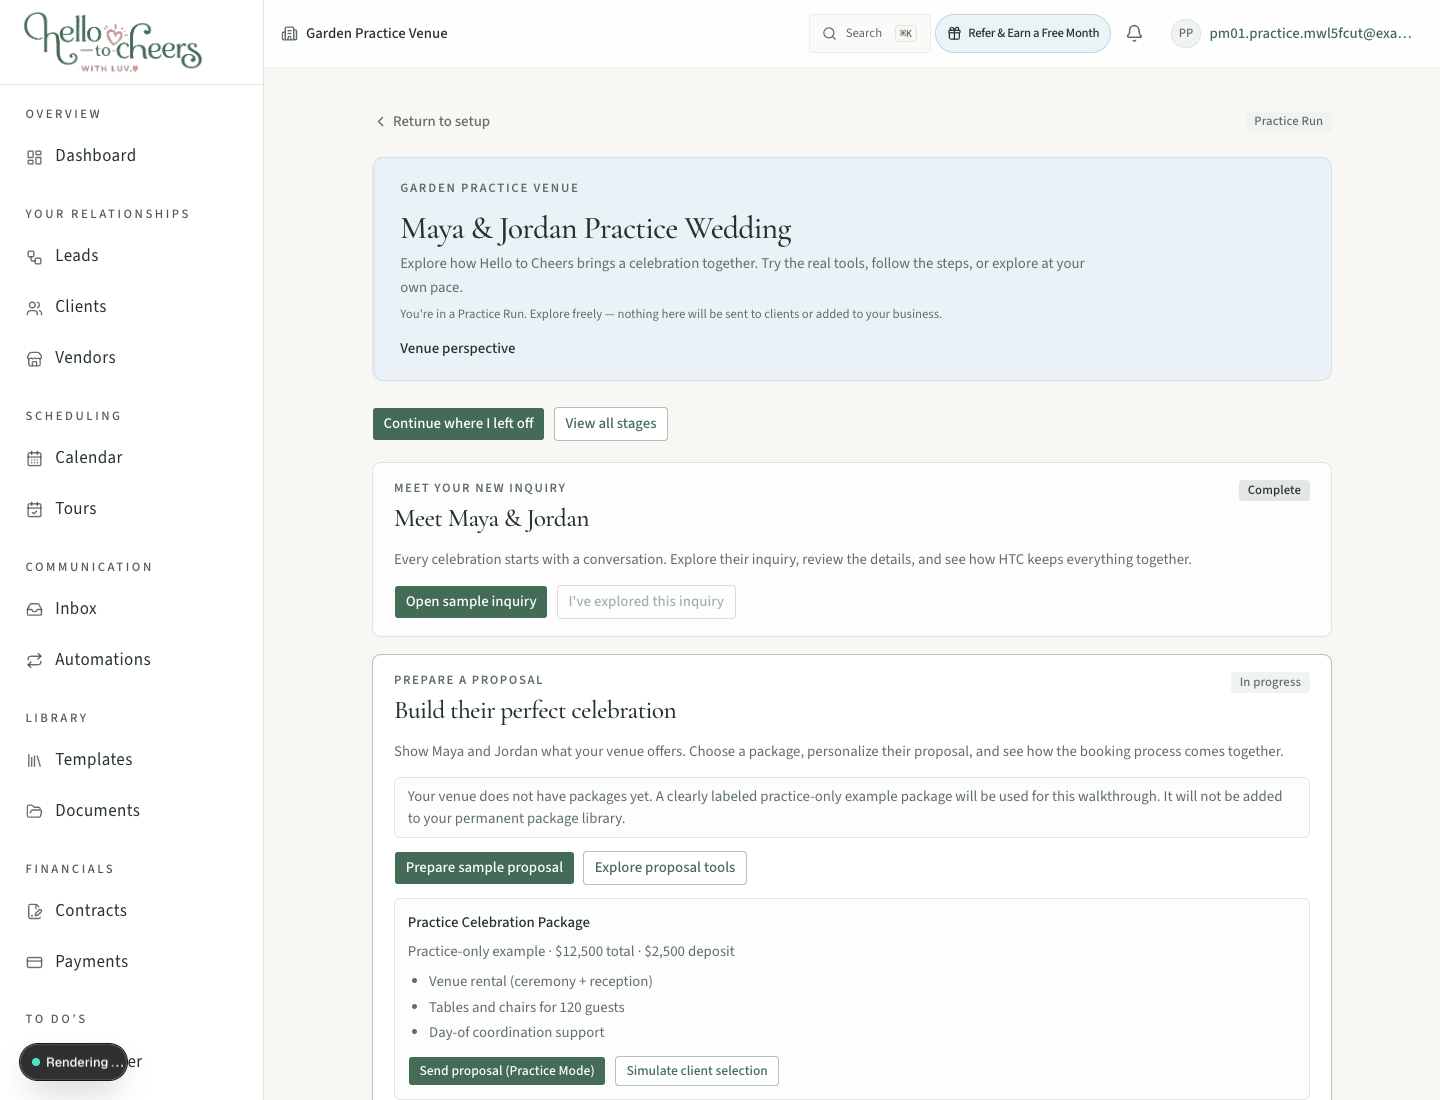 hello
to cheers
WITH LUV.
Garden Practice Venue
Search ⌘K
Refer & Earn a Free Month
PP
pm01.practice.mwl5fcut@exa...
OVERVIEW
Dashboard
YOUR RELATIONSHIPS
Leads
Clients
Vendors
SCHEDULING
Calendar
Tours
COMMUNICATION
Inbox
Automations
LIBRARY
Templates
Documents
FINANCIALS
Contracts
Payments
TO DO'S
Rendering ...
er
Return to setup
Practice Run
GARDEN PRACTICE VENUE
Maya & Jordan Practice Wedding
Explore how Hello to Cheers brings a celebration together. Try the real tools, follow the steps, or explore at your
own pace.
You're in a Practice Run. Explore freely — nothing here will be sent to clients or added to your business.
Venue perspective
Continue where I left off
View all stages
MEET YOUR NEW INQUIRY
Complete
Meet Maya & Jordan
Every celebration starts with a conversation. Explore their inquiry, review the details, and see how HTC keeps everything together.
Open sample inquiry
I've explored this inquiry
PREPARE A PROPOSAL
In progress
Build their perfect celebration
Show Maya and Jordan what your venue offers. Choose a package, personalize their proposal, and see how the booking process comes together.
Your venue does not have packages yet. A clearly labeled practice-only example package will be used for this walkthrough. It will not be added
to your permanent package library.
Prepare sample proposal
Explore proposal tools
Practice Celebration Package
Practice-only example · $12,500 total · $2,500 deposit
• Venue rental (ceremony + reception)
• Tables and chairs for 120 guests
• Day-of coordination support
Send proposal (Practice Mode)
Simulate client selection